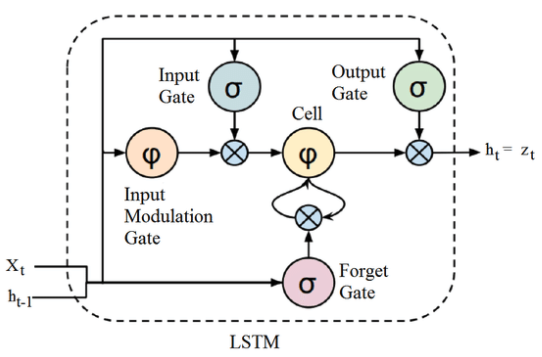 Input
Gate
σ
Output
Gate
σ
Cell
φ
φ
h_t = z_t
Input
Modulation
Gate
X_t
h_t-1
σ
Forget
Gate
LSTM